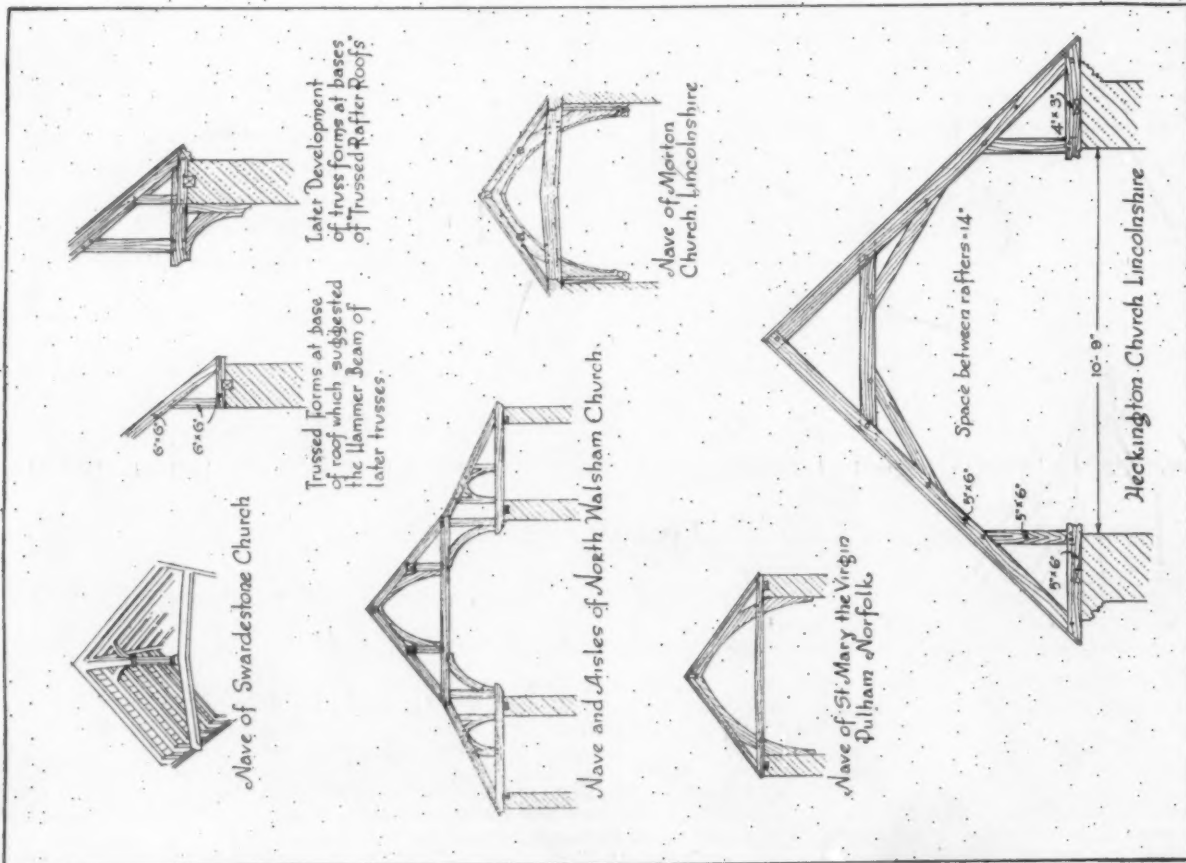 Nave of Swardestone Church
6"x6"
6"x6"
Trussed Forms at base
of roof which suggested
the Hammer Beam of
later trusses.
Later Development
of truss forms at bases
of "Trussed Rafter Roofs"
Nave and Aisles of North Walsham Church.
Nave of Morton
Church. Lincolnshire
Nave of St Mary the Virgin
Pulham Norfolk
Space between rafters=14"
5"x6"
5"x6"
5"x6"
4"x3"
10'-9"
Heckington Church Lincolnshire